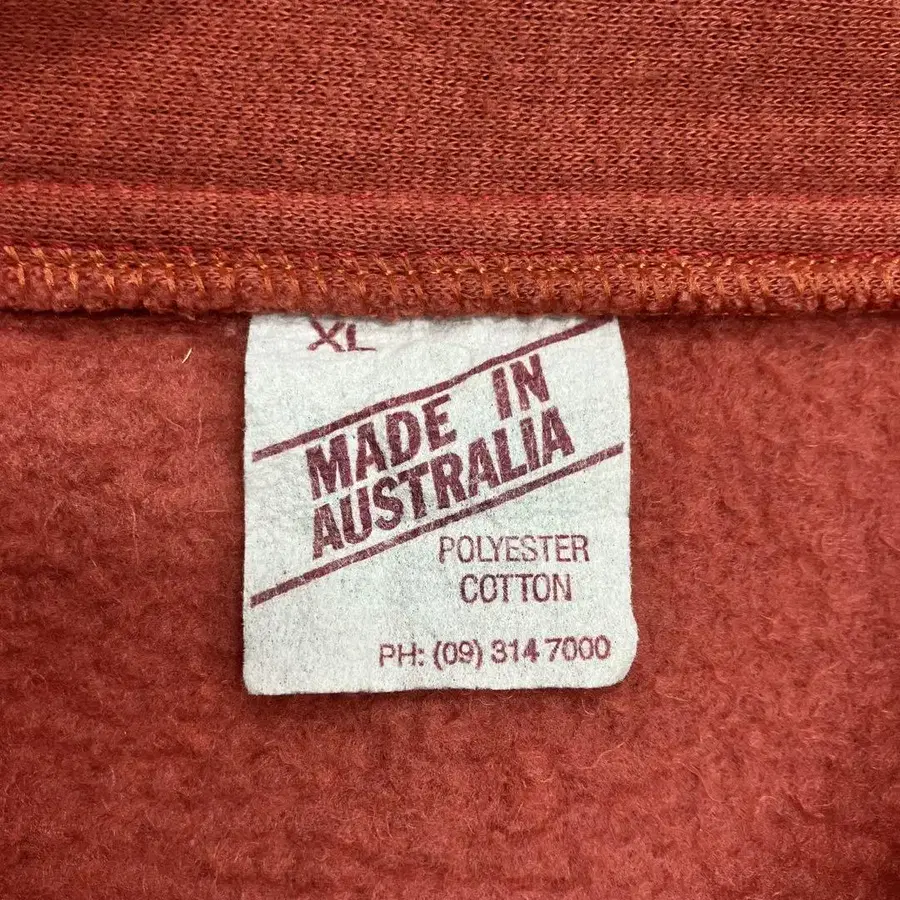 XL
MADE IN
AUSTRALIA
POLYESTER
COTTON
PH: (09) 314 7000